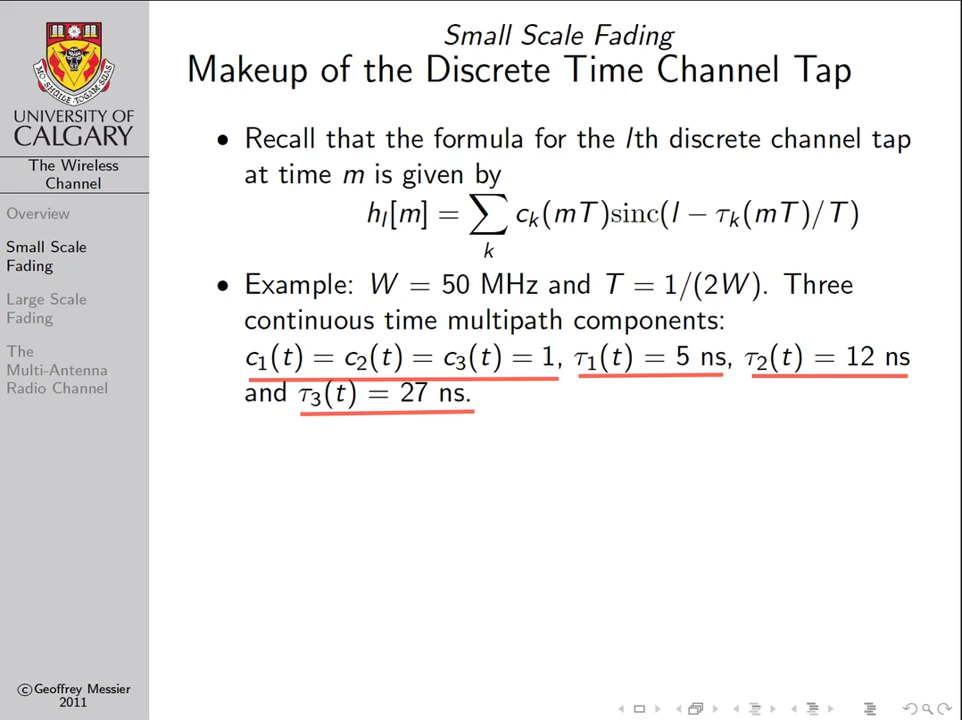 UNIVERSITY OF
CALGARY
The Wireless
Channel
Overview
Small Scale
Fading
Large Scale
Fading
The
Multi-Antenna
Radio Channel
© Geoffrey Messier
2011
Small Scale Fading
Makeup of the Discrete Time Channel Tap
• Recall that the formula for the lth discrete channel tap
at time m is given by
hₗ[m] = ∑ₖ cₖ(mT)sinc(l − τₖ(mT)/T)
• Example: W = 50 MHz and T = 1/(2W). Three
continuous time multipath components:
c₁(t) = c₂(t) = c₃(t) = 1, τ₁(t) = 5 ns, τ₂(t) = 12 ns
and τ₃(t) = 27 ns.